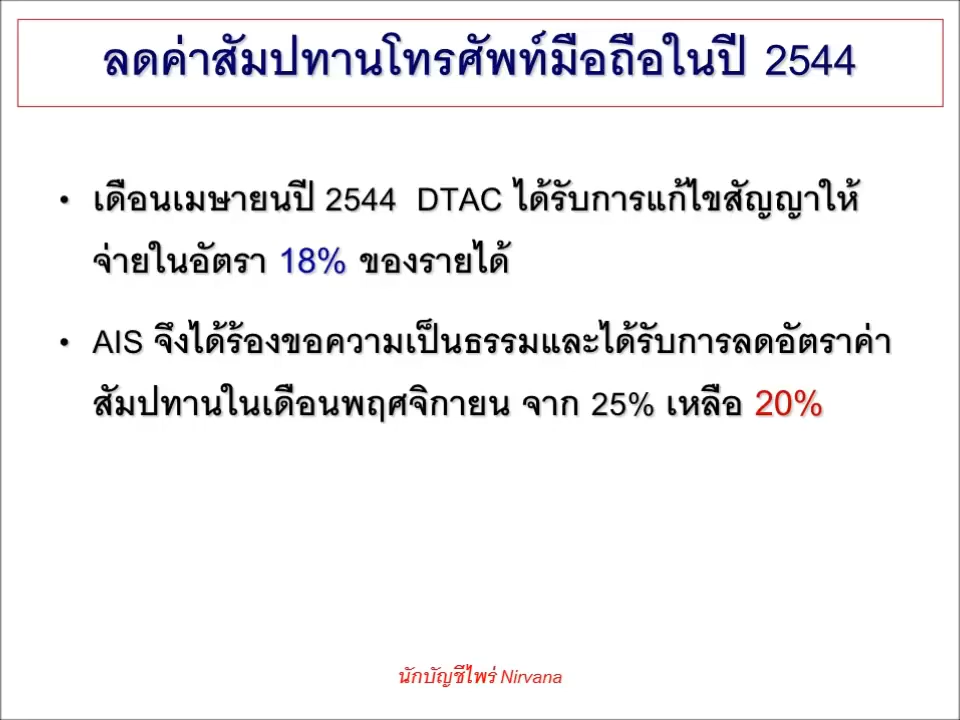 ลดค่าสัมปทานโทรศัพท์มือถือในปี 2544
• เดือนเมษายนปี 2544 DTAC ได้รับการแก้ไขสัญญาให้
จ่ายในอัตรา 18% ของรายได้
• AIS จึงได้ร้องขอความเป็นธรรมและได้รับการลดอัตราค่า
สัมปทานในเดือนพฤศจิกายน จาก 25% เหลือ 20%
นักบัญชีไพร่ Nirvana